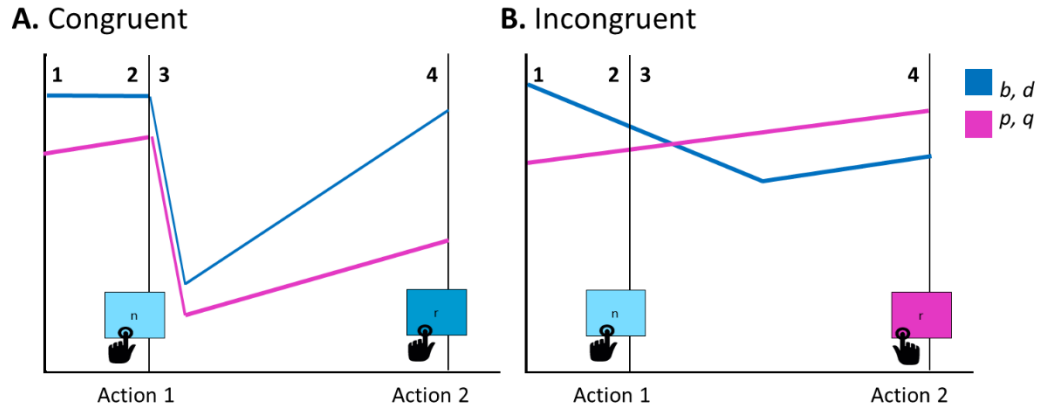 A. Congruent
1 2 3 4
n r
Action 1 Action 2
B. Incongruent
1 2 3 4
n r
Action 1 Action 2
b, d
p, q